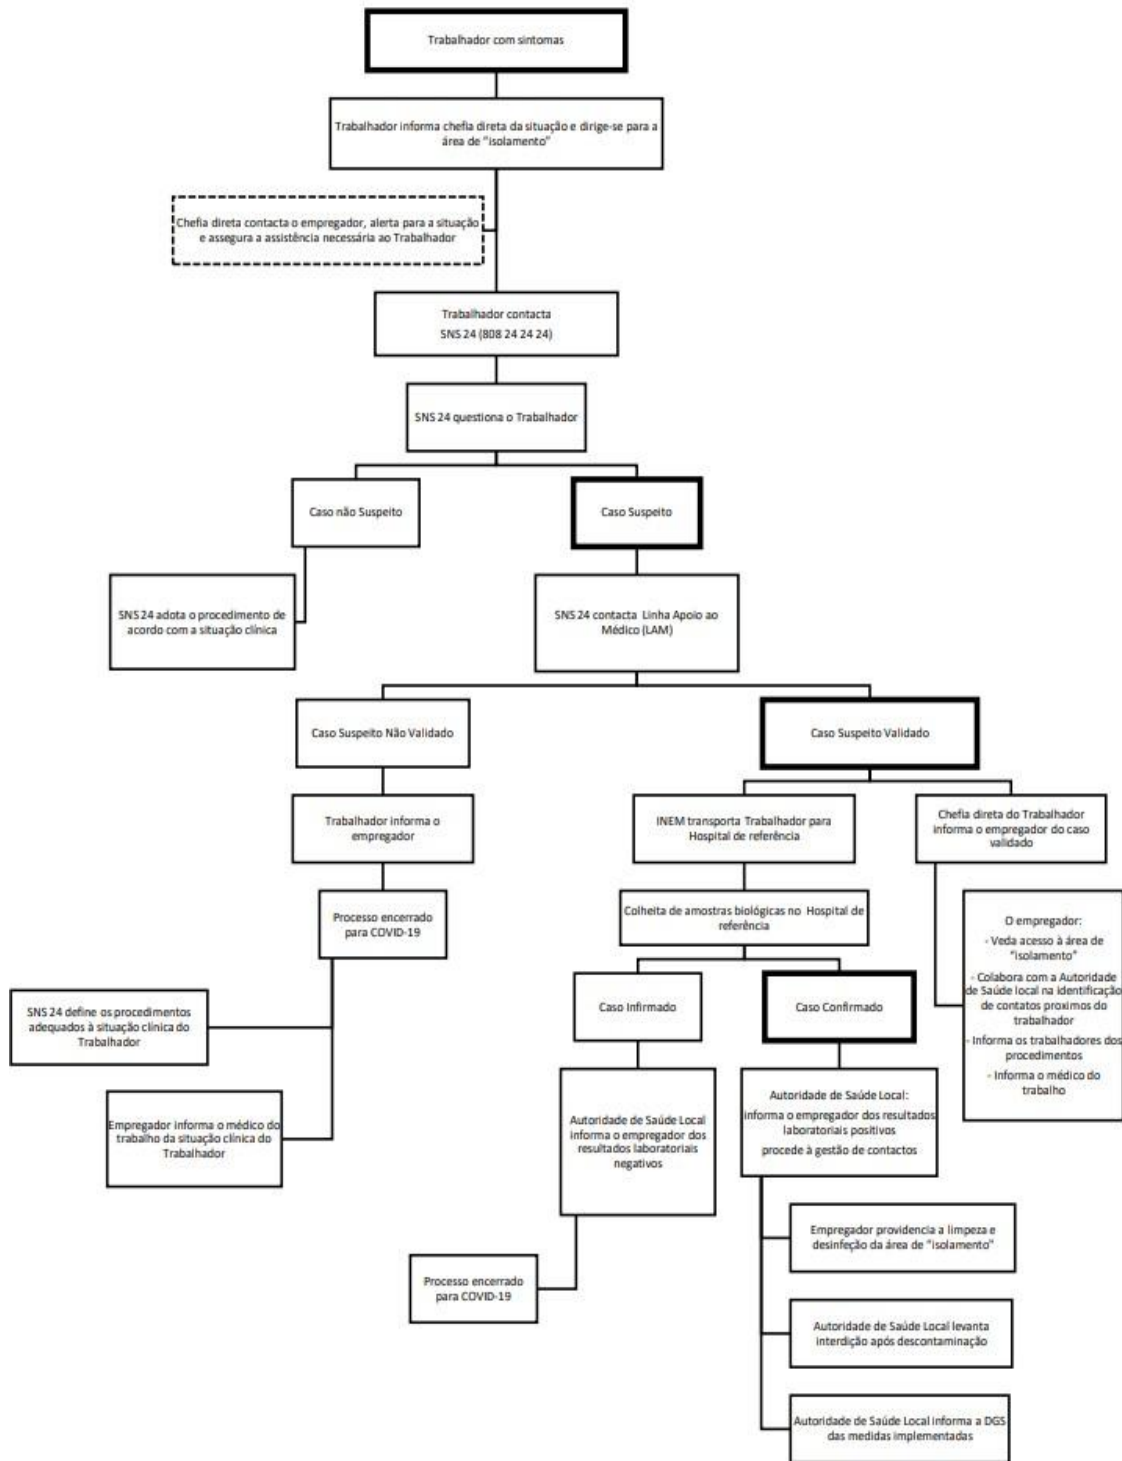 Trabalhador com sintomas
Trabalhador informa chefia direta da situação e dirige-se para a
área de "isolamento"
Chefia direta contacta o empregador, alerta para a situação
e assegura a assistência necessária ao Trabalhador
Trabalhador contacta
SNS 24 (808 24 24 24)
SNS 24 questiona o Trabalhador
Caso não Suspeito
Caso Suspeito
SNS 24 adota o procedimento de
acordo com a situação clínica
SNS 24 contacta Linha Apoio ao
Médico (LAM)
Caso Suspeito Não Validado
Caso Suspeito Validado
Trabalhador informa o
empregador
INEM transporta Trabalhador para
Hospital de referência
Chefia direta do Trabalhador
informa o empregador do caso
validado
Processo encerrado
para COVID-19
Colheita de amostras biológicas no Hospital de
referência
O empregador:
- Veda acesso à área de
"isolamento"
- Colabora com a Autoridade
de Saúde local na identificação
de contatos proximos do
trabalhador
- Informa os trabalhadores dos
procedimentos
- Informa o médico do
trabalho
SNS 24 define os procedimentos
adequados à situação clínica do
Trabalhador
Caso Infirmado
Caso Confirmado
Empregador informa o médico do
trabalho da situação clínica do
Trabalhador
Autoridade de Saúde Local
informa o empregador dos
resultados laboratoriais
negativos
Autoridade de Saúde Local:
informa o empregador dos resultados
laboratoriais positivos
procede à gestão de contactos
Empregador providencia a limpeza e
desinfeção da área de "isolamento"
Processo encerrado
para COVID-19
Autoridade de Saúde Local levanta
interdição após descontaminação
Autoridade de Saúde Local informa a DGS
das medidas implementadas